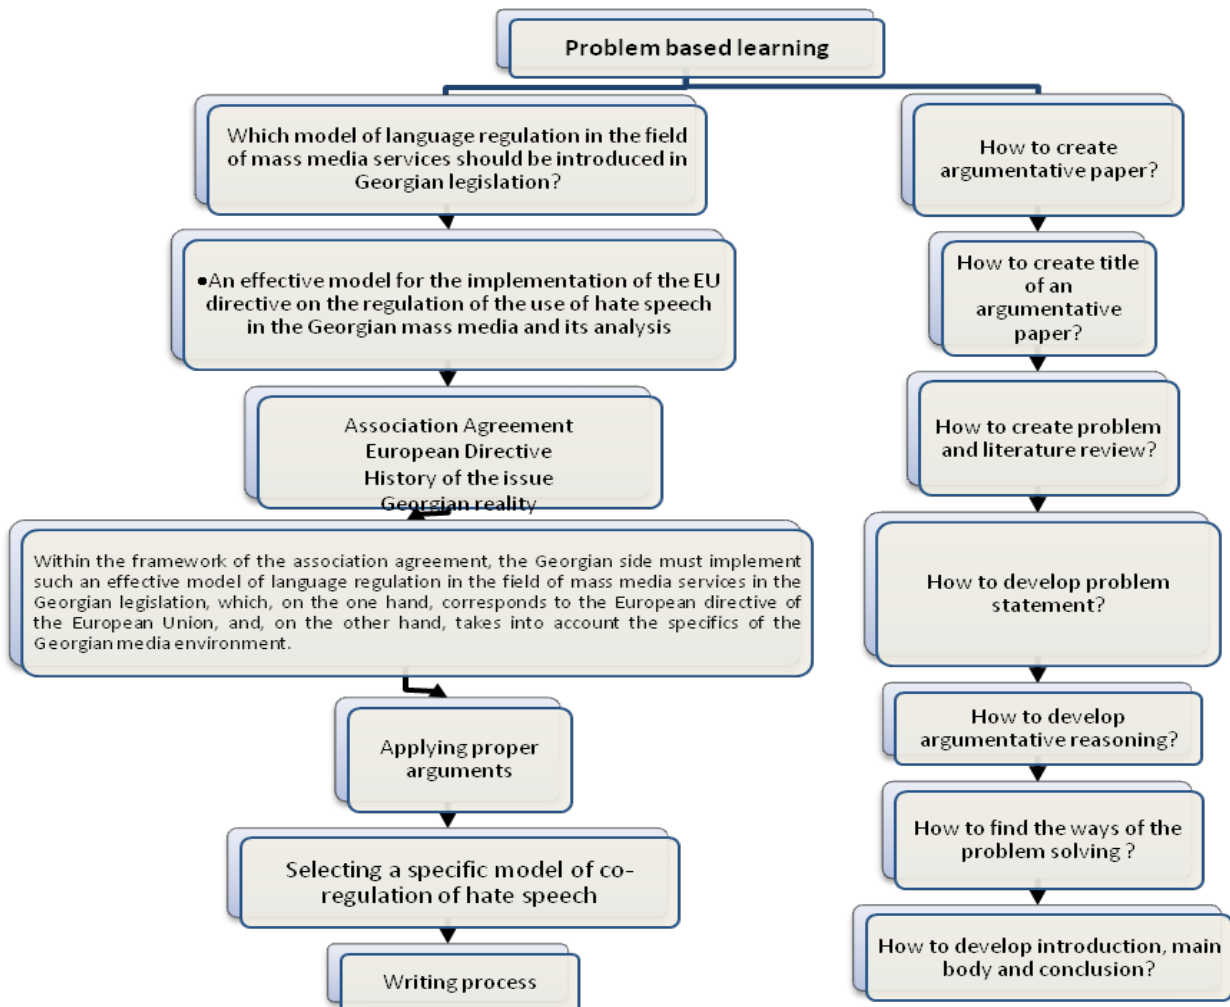 Problem based learning
Which model of language regulation in the field
of mass media services should be introduced in
Georgian legislation?
•An effective model for the implementation of the EU
directive on the regulation of the use of hate speech
in the Georgian mass media and its analysis
Association Agreement
European Directive
History of the issue
Georgian reality
Within the framework of the association agreement, the Georgian side must implement
such an effective model of language regulation in the field of mass media services in the
Georgian legislation, which, on the one hand, corresponds to the European directive of
the European Union, and, on the other hand, takes into account the specifics of the
Georgian media environment.
Applying proper
arguments
Selecting a specific model of co-
regulation of hate speech
Writing process
How to create
argumentative paper?
How to create title
of an
argumentative
paper?
How to create problem
and literature review?
How to develop problem
statement?
How to develop
argumentative reasoning?
How to find the ways of the
problem solving ?
How to develop introduction, main
body and conclusion?